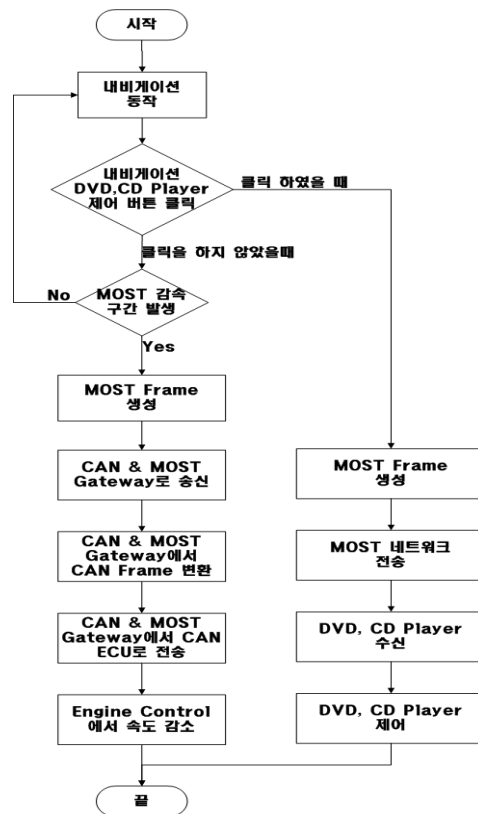 시작
내비게이션
동작
내비게이션
DVD,CD Player
제어 버튼 클릭
클릭 하였을 때
클릭을 하지 않았을때
No
MOST 감속
구간 발생
Yes
MOST Frame
생성
CAN & MOST
Gateway로 송신
CAN & MOST
Gateway에서
CAN Frame 변환
CAN & MOST
Gateway에서 CAN
ECU로 전송
Engine Control
에서 속도 감소
MOST Frame
생성
MOST 네트워크
전송
DVD, CD Player
수신
DVD, CD Player
제어
끝